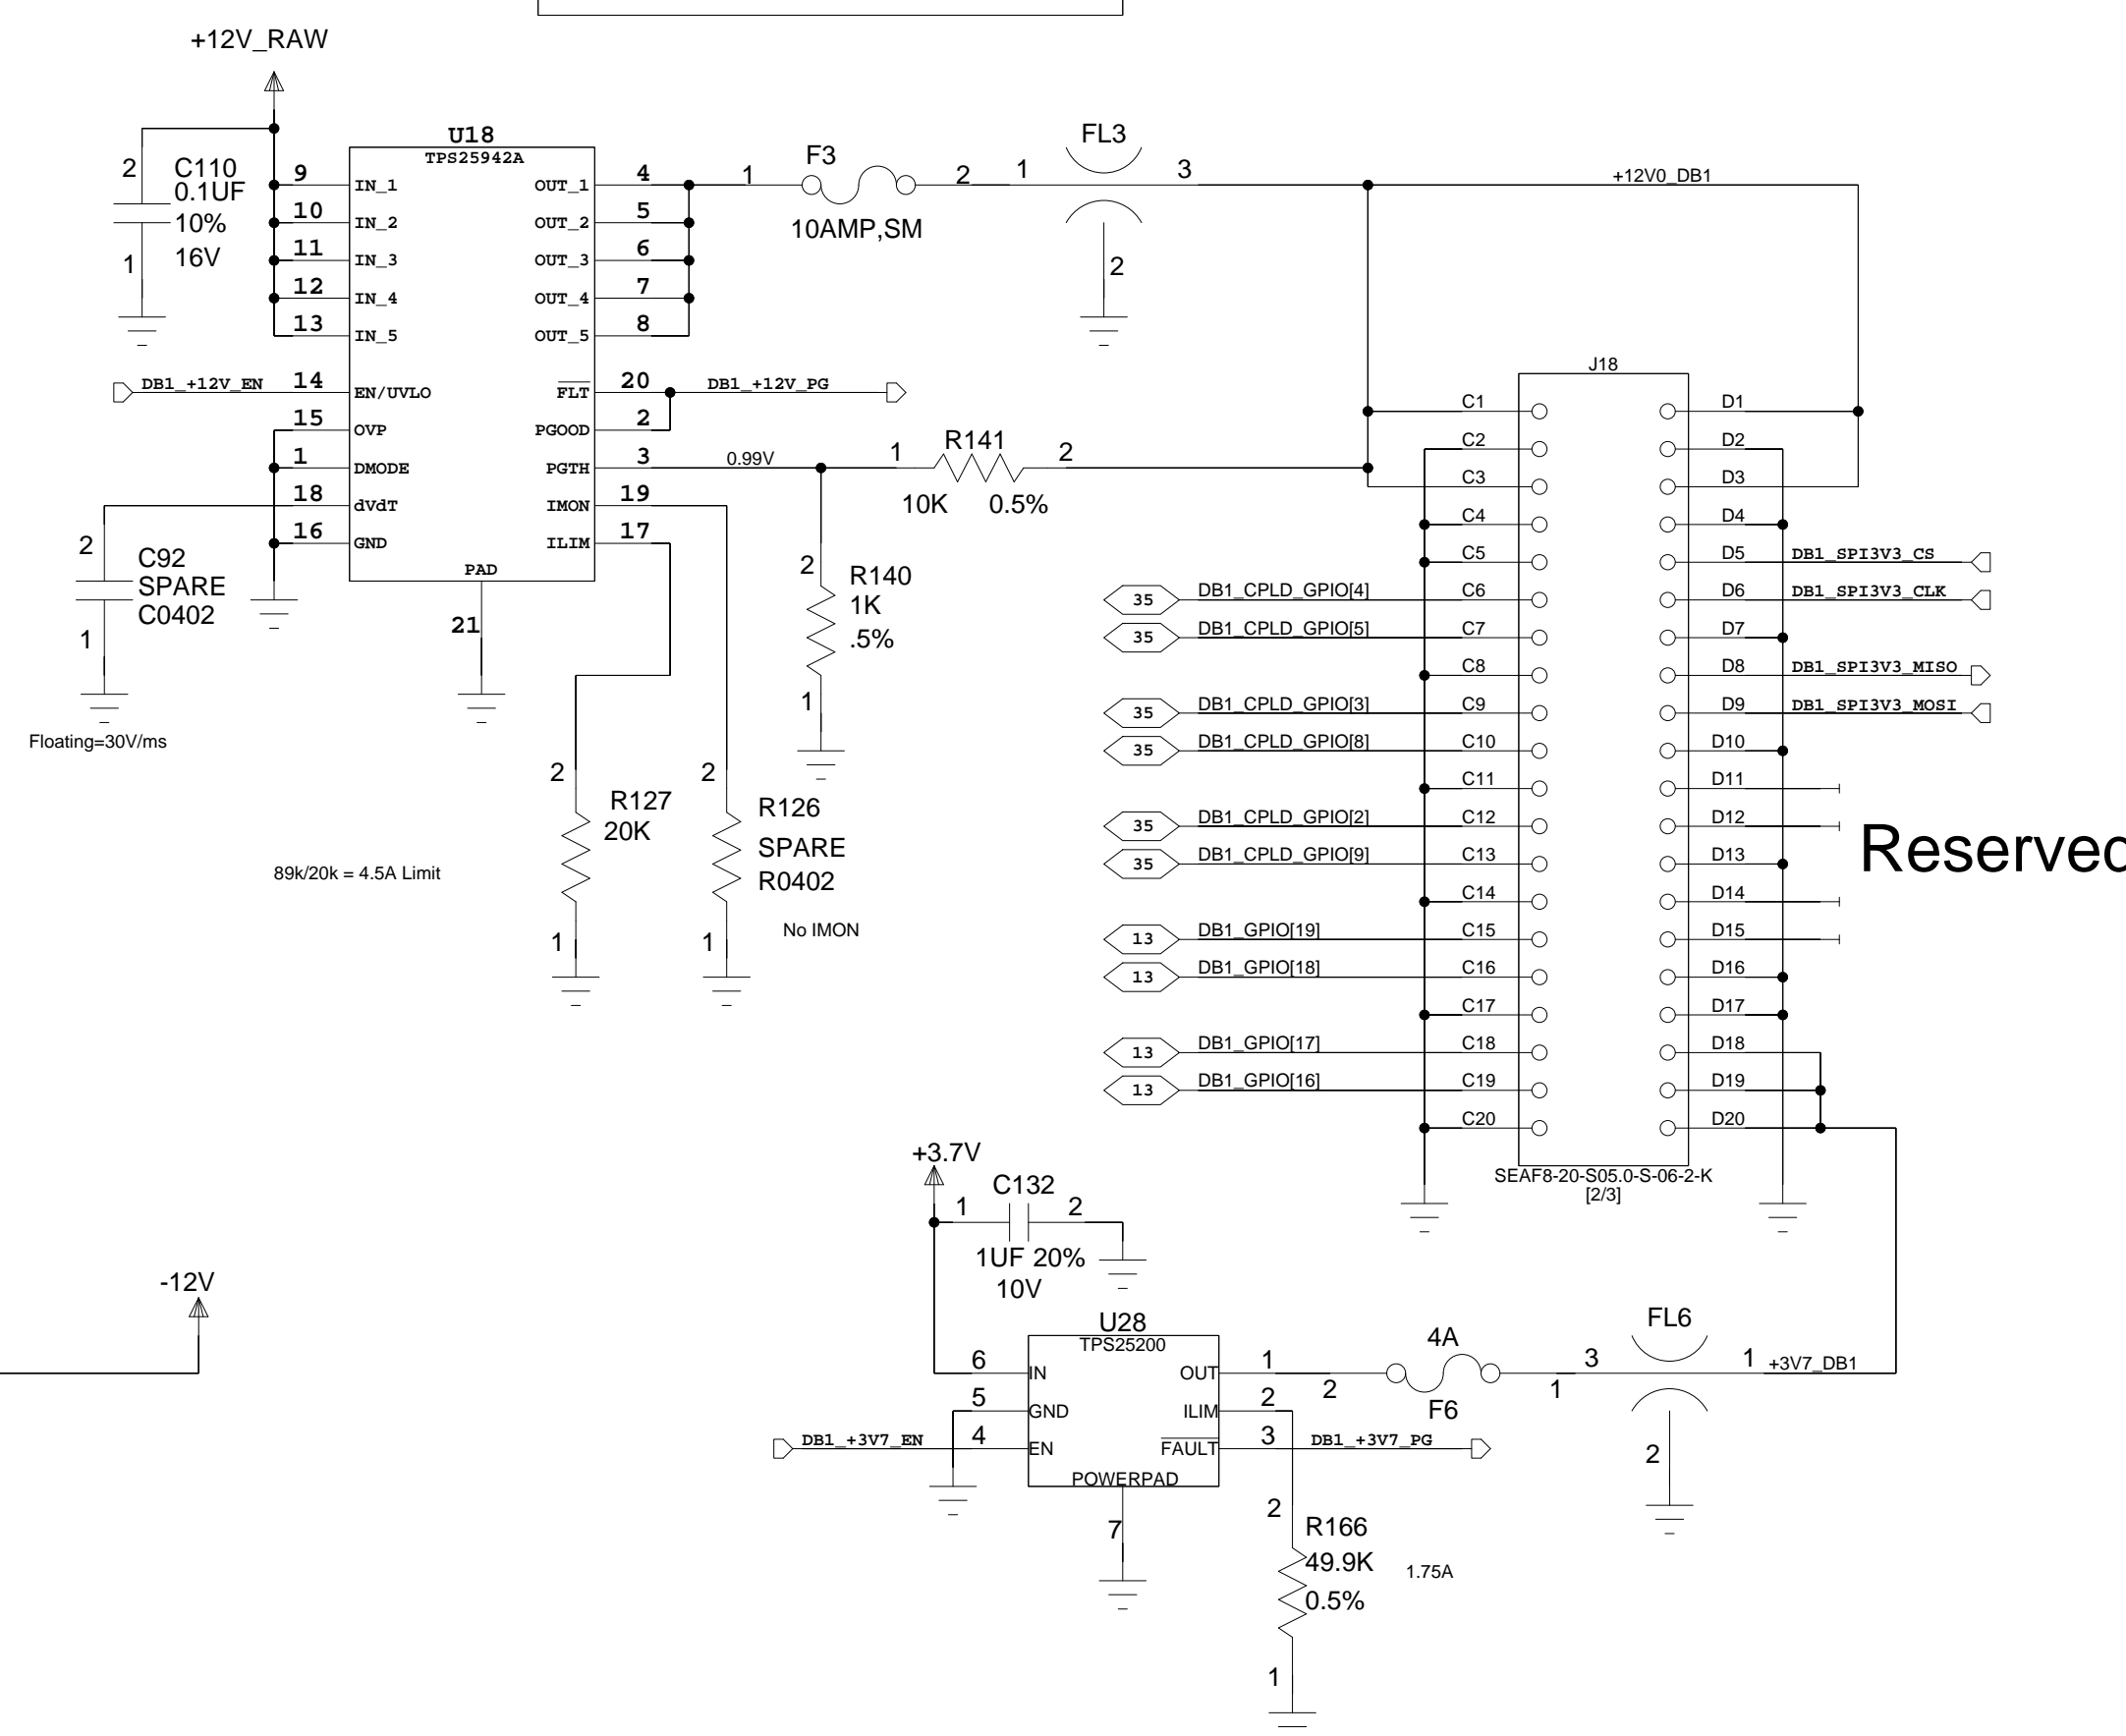 +12V_RAW
2
C110
0.1UF
10%
16V
1
U18
TPS25942A
9 IN_1
10 IN_2
11 IN_3
12 IN_4
13 IN_5
DB1_+12V_EN 14 EN/UVLO
15 OVP
1 DMODE
18 dVdT
16 GND
OUT_1 4
OUT_2 5
OUT_3 6
OUT_4 7
OUT_5 8
FLT 20 DB1_+12V_PG
PGOOD 2
PGTH 3 0.99V
IMON 19
ILIM 17
PAD
21
2
C92
SPARE
C0402
1
Floating=30V/ms
1 F3 2
10AMP,SM
FL3
1 3
2
+12V0_DB1
1 R141 2
10K 0.5%
2
R140
1K
.5%
1
2
R127
20K
1
89k/20k = 4.5A Limit
2
R126
SPARE
R0402
1
No IMON
J18
C1 D1
C2 D2
C3 D3
C4 D4
C5 D5 DB1_SPI3V3_CS
35 DB1_CPLD_GPIO[4] C6 D6 DB1_SPI3V3_CLK
35 DB1_CPLD_GPIO[5] C7 D7
C8 D8 DB1_SPI3V3_MISO
35 DB1_CPLD_GPIO[3] C9 D9 DB1_SPI3V3_MOSI
35 DB1_CPLD_GPIO[8] C10 D10
C11 D11
35 DB1_CPLD_GPIO[2] C12 D12
35 DB1_CPLD_GPIO[9] C13 D13
Reserved
C14 D14
13 DB1_GPIO[19] C15 D15
13 DB1_GPIO[18] C16 D16
C17 D17
13 DB1_GPIO[17] C18 D18
13 DB1_GPIO[16] C19 D19
C20 D20
SEAF8-20-S05.0-S-06-2-K
[2/3]
+3.7V
C132
1 2
1UF 20%
10V
-12V
U28
TPS25200
6 IN
5 GND
DB1_+3V7_EN 4 EN
OUT 1
ILIM 2
FAULT 3 DB1_+3V7_PG
POWERPAD
7
4A
2 1
F6
FL6
3 1 +3V7_DB1
2
2
R166
49.9K 1.75A
0.5%
1